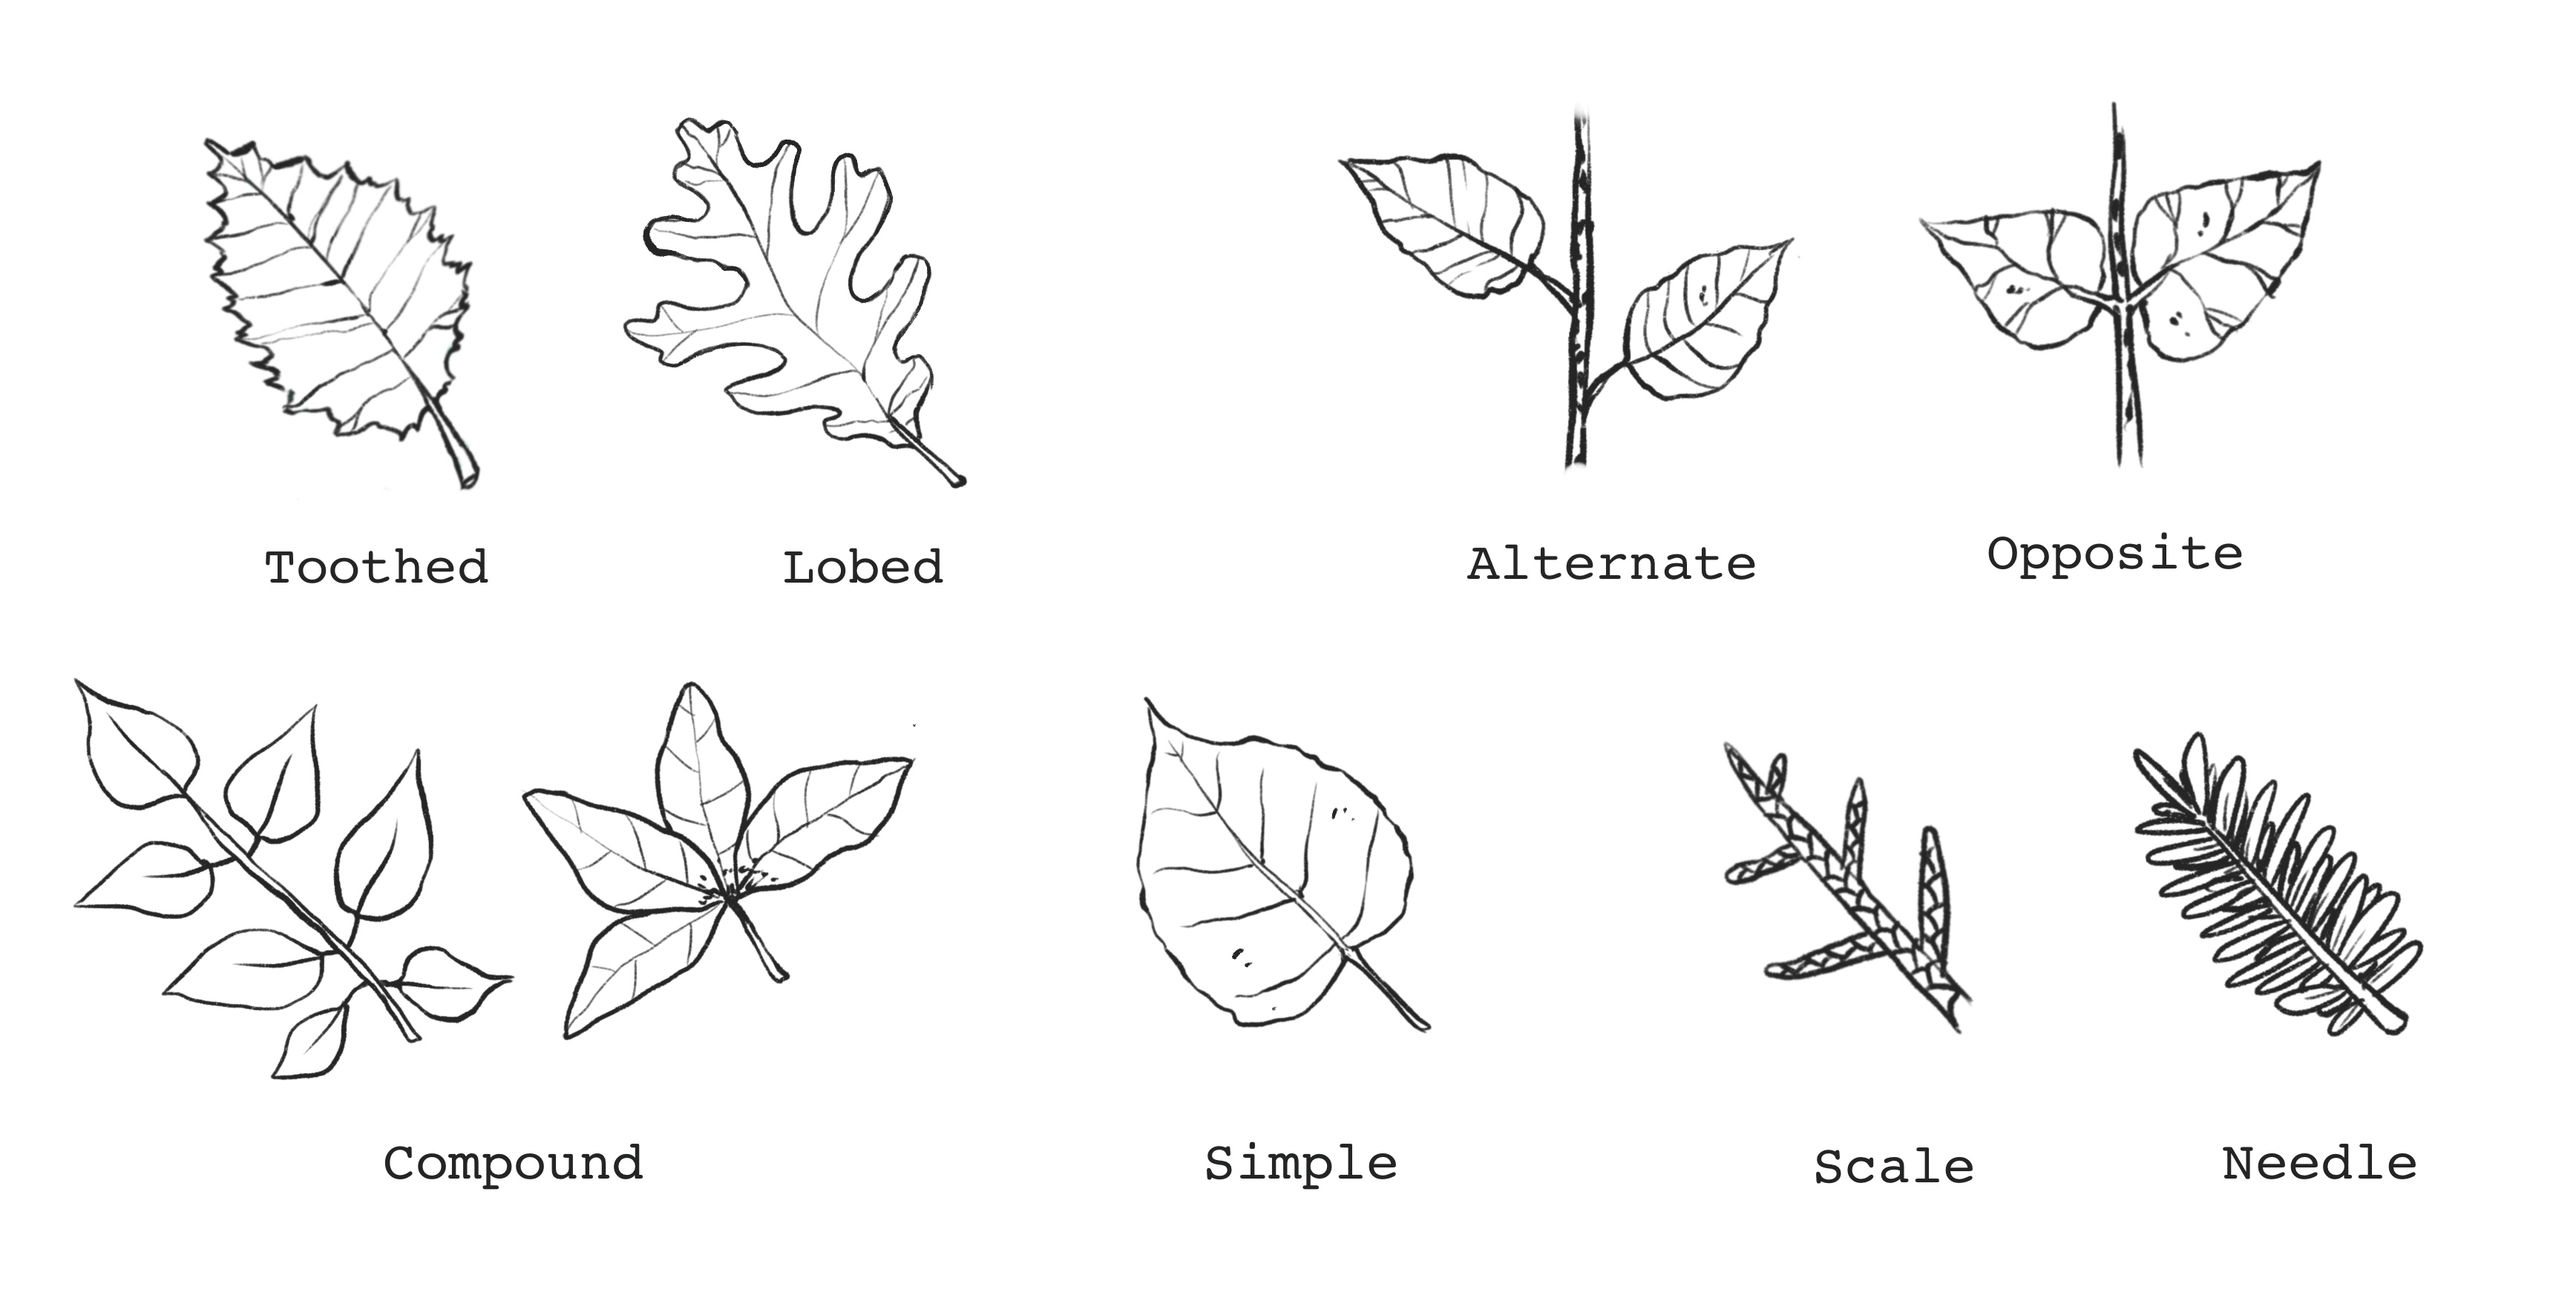 Toothed
Lobed
Alternate
Opposite
Compound
Simple
Scale
Needle